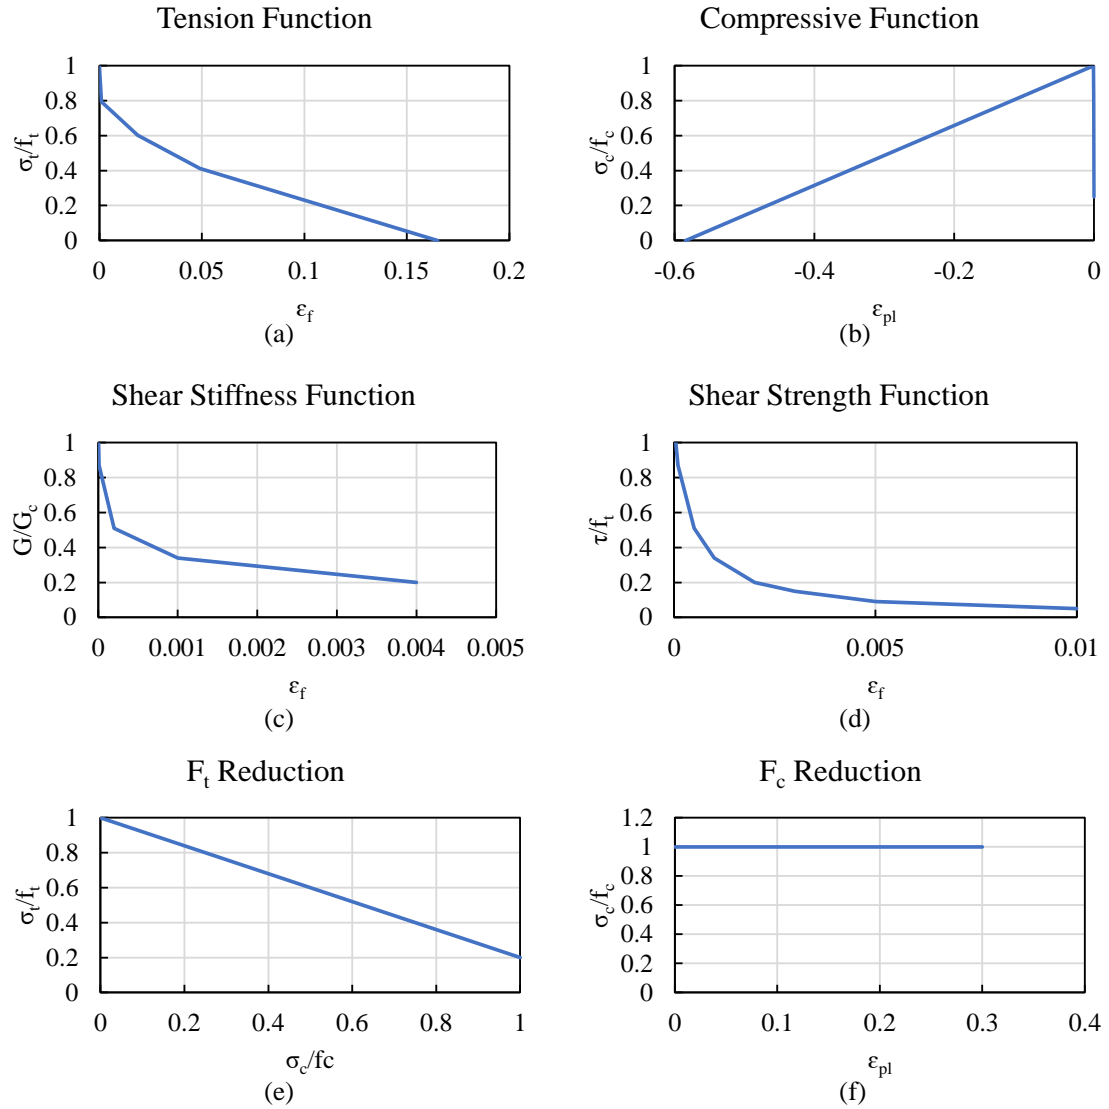 Tension Function
σt/ft
1
0.8
0.6
0.4
0.2
0
0 0.05 0.1 0.15 0.2
εf
(a)
Compressive Function
σc/fc
1
0.8
0.6
0.4
0.2
0
-0.6 -0.4 -0.2 0
εpl
(b)
Shear Stiffness Function
G/Gc
1
0.8
0.6
0.4
0.2
0
0 0.001 0.002 0.003 0.004 0.005
εf
(c)
Shear Strength Function
τ/ft
1
0.8
0.6
0.4
0.2
0
0 0.005 0.01
εf
(d)
Ft Reduction
σt/ft
1
0.8
0.6
0.4
0.2
0
0 0.2 0.4 0.6 0.8 1
σc/fc
(e)
Fc Reduction
σc/fc
1.2
1
0.8
0.6
0.4
0.2
0
0 0.1 0.2 0.3 0.4
εpl
(f)